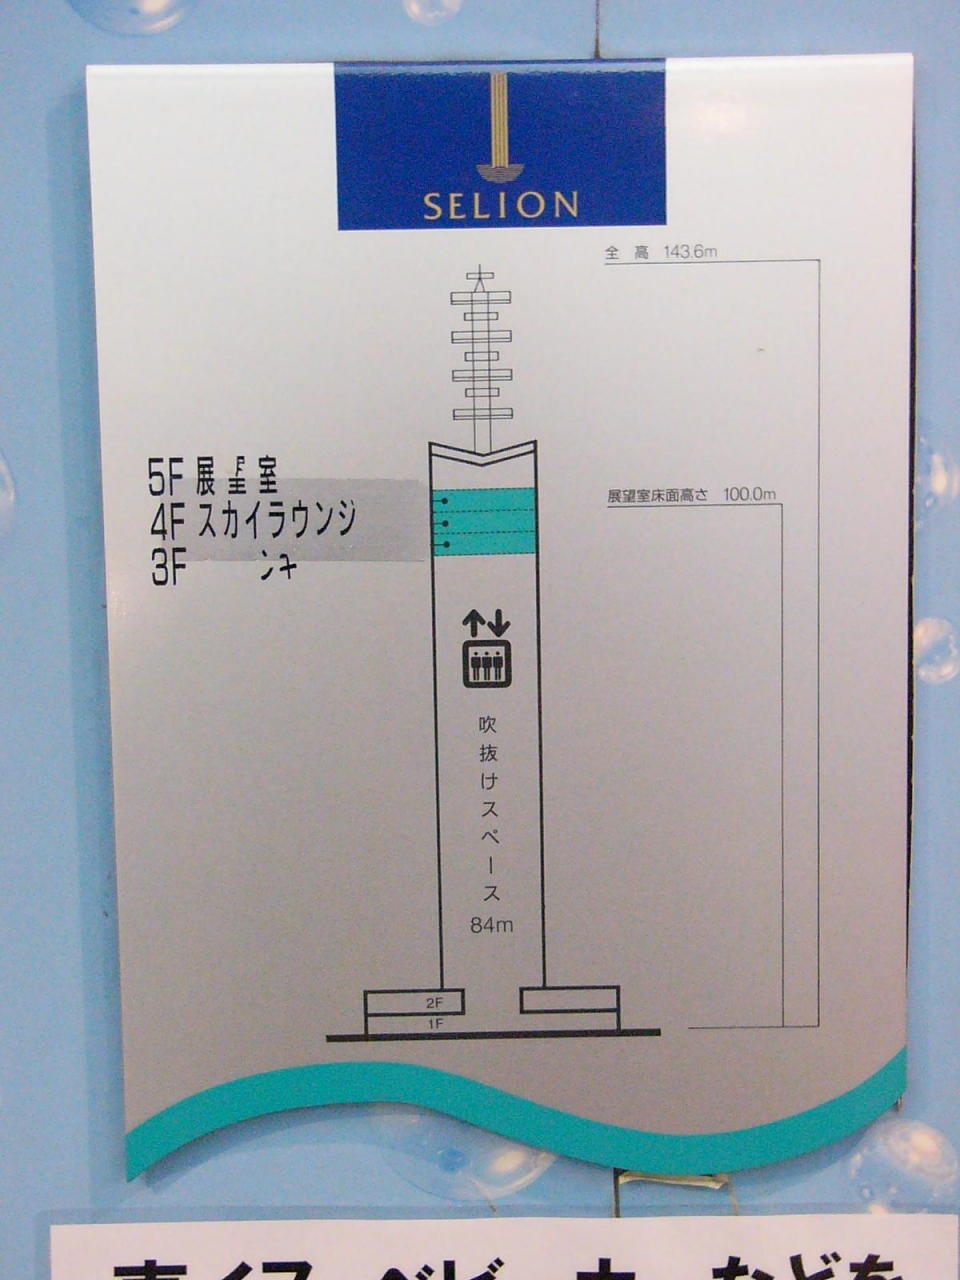 SELION
全高 143.6m
展望室床面高さ 100.0m
5F 展望室
4F スカイラウンジ
3F
吹抜けスペース
84m
2F
1F